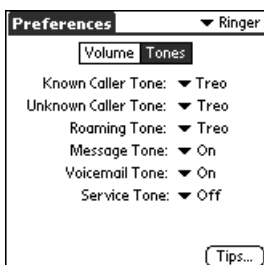 Preferences Ringer
Volume Tones
Known Caller Tone: Treo
Unknown Caller Tone: Treo
Roaming Tone: Treo
Message Tone: On
Voicemail Tone: On
Service Tone: Off
Tips...